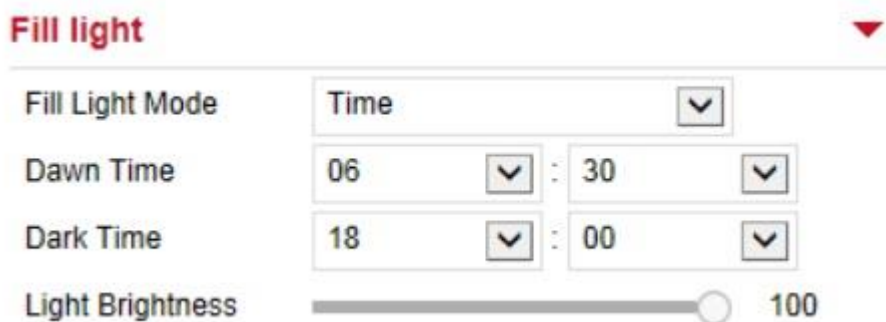 Fill light
Fill Light Mode Time
Dawn Time 06 : 30
Dark Time 18 : 00
Light Brightness 100